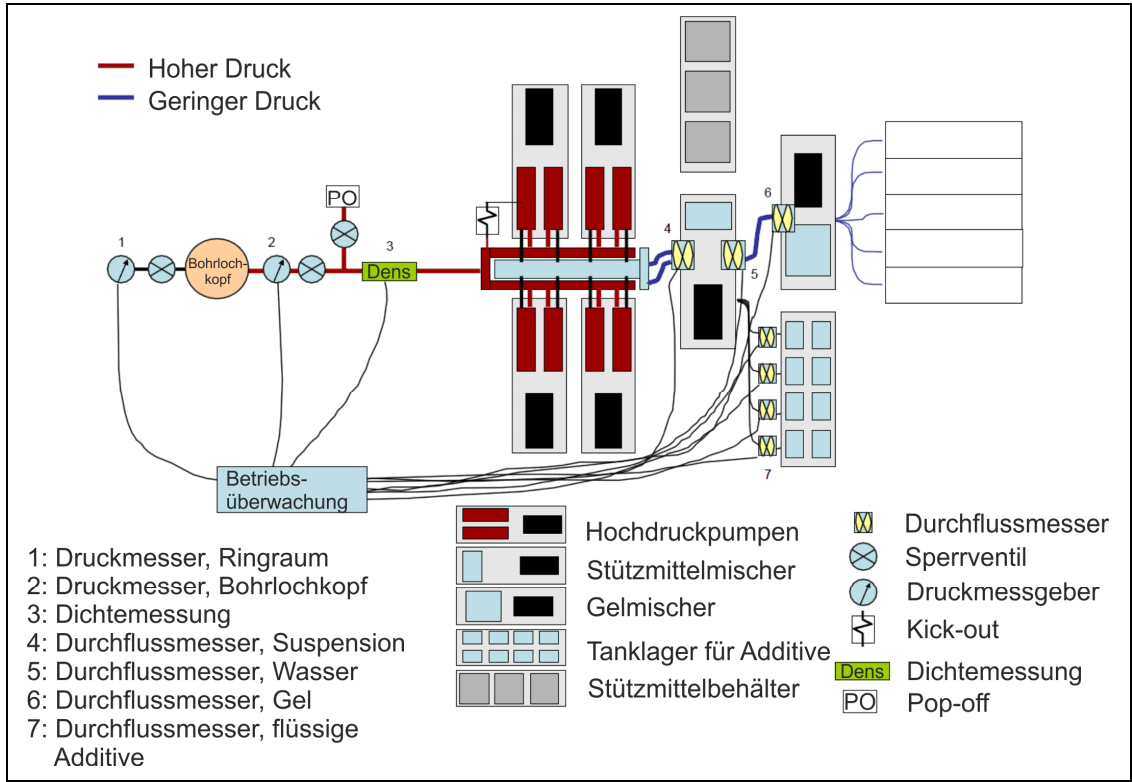 Hoher Druck
Geringer Druck
PO
1
2
3
4
5
6
7
Bohrloch-
kopf
Dens
Betriebs-
überwachung
1: Druckmesser, Ringraum
2: Druckmesser, Bohrlochkopf
3: Dichtemessung
4: Durchflussmesser, Suspension
5: Durchflussmesser, Wasser
6: Durchflussmesser, Gel
7: Durchflussmesser, flüssige
Additive
Hochdruckpumpen
Stützmittelmischer
Gelmischer
Tanklager für Additive
Stützmittelbehälter
Durchflussmesser
Sperrventil
Druckmessgeber
Kick-out
Dens
Dichtemessung
PO
Pop-off